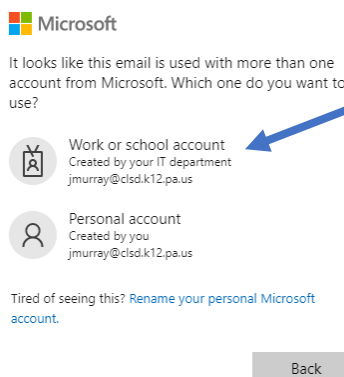 Microsoft
It looks like this email is used with more than one
account from Microsoft. Which one do you want to
use?
Work or school account
Created by your IT department
jmurray@clsd.k12.pa.us
Personal account
Created by you
jmurray@clsd.k12.pa.us
Tired of seeing this? Rename your personal Microsoft
account.
Back